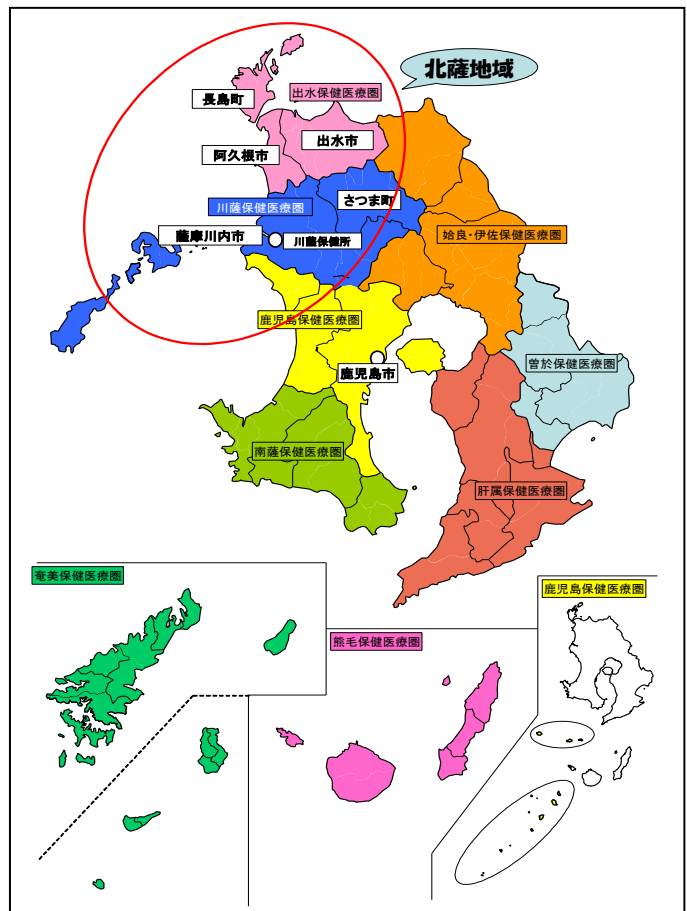 北薩地域
出水保健医療圏
長島町
出水市
阿久根市
さつま町
川薩保健医療圏
薩摩川内市
川薩保健所
姶良・伊佐保健医療圏
鹿児島保健医療圏
曽於保健医療圏
鹿児島市
南薩保健医療圏
肝属保健医療圏
奄美保健医療圏
鹿児島保健医療圏
熊毛保健医療圏